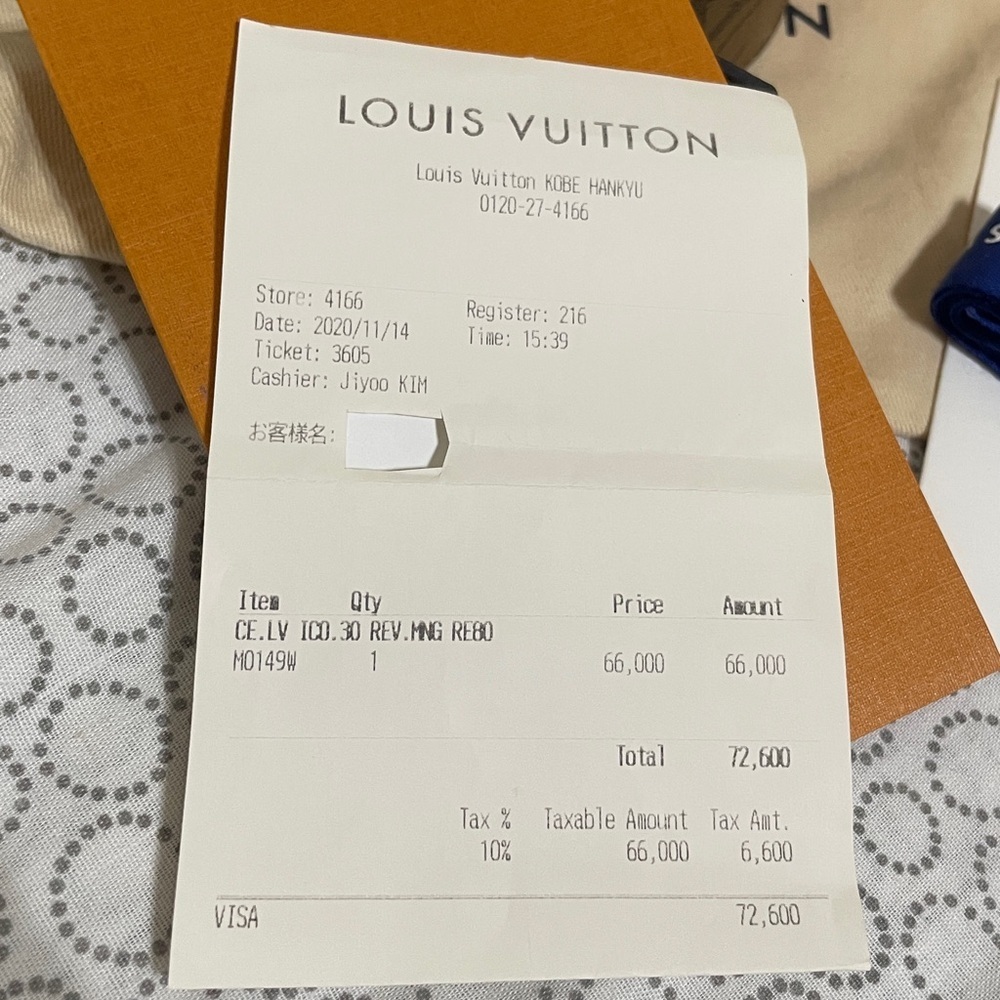 N
LOUIS VUITTON
Louis Vuitton KOBE HANKYU
0120-27-4166
Store: 4166 Register: 216
Date: 2020/11/14 Time: 15:39
Ticket: 3605
Cashier: Jiyoo KIM
お客様名:
Item Qty Price Amount
CE.LV ICO.30 REV.MNG RE80
M0149W 1 66,000 66,000
Total 72,600
Tax % Taxable Amount Tax Amt.
10% 66,000 6,600
VISA 72,600